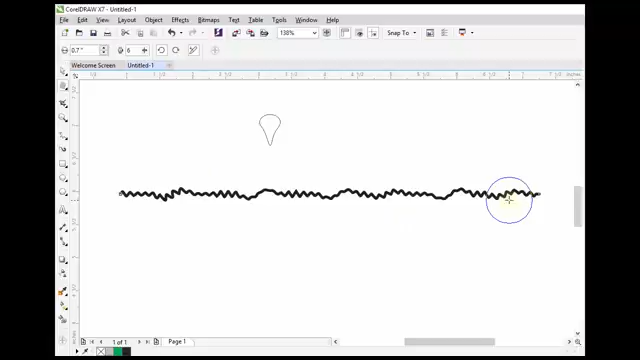 CorelDRAW X7 - Untitled-1
File Edit View Layout Object Effects Bitmaps Text Table Tools Window Help
138% Snap To
0.7 " 6
Welcome Screen Untitled-1
inches
1 of 1 Page 1